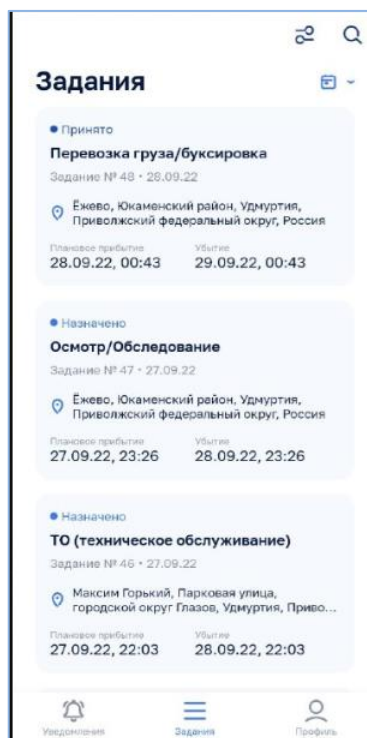 Задания
Принято
Перевозка груза/буксировка
Задание № 48 • 28.09.22
Ёжево, Юкаменский район, Удмуртия,
Приволжский федеральный округ, Россия
Плановое прибытие Убытие
28.09.22, 00:43 29.09.22, 00:43
Назначено
Осмотр/Обследование
Задание № 47 • 27.09.22
Ёжево, Юкаменский район, Удмуртия,
Приволжский федеральный округ, Россия
Плановое прибытие Убытие
27.09.22, 23:26 28.09.22, 23:26
Назначено
ТО (техническое обслуживание)
Задание № 46 • 27.09.22
Максим Горький, Парковая улица,
городской округ Глазов, Удмуртия, Приво...
Плановое прибытие Убытие
27.09.22, 22:03 28.09.22, 22:03
Уведомления Задания Профиль